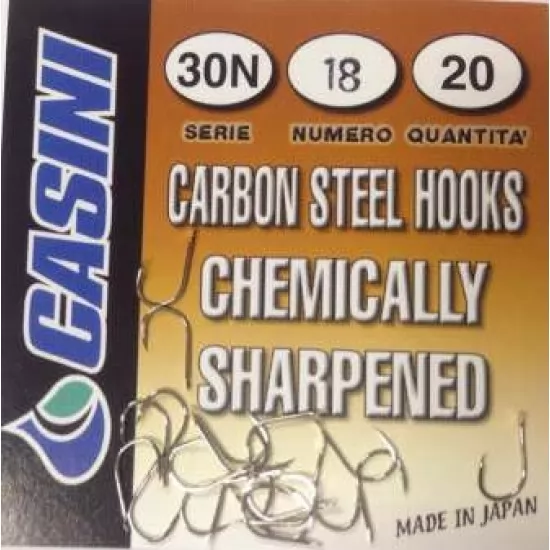 CASINI
30N 18 20
SERIE NUMERO QUANTITA'
CARBON STEEL HOOKS
CHEMICALLY
SHARPENED
MADE IN JAPAN